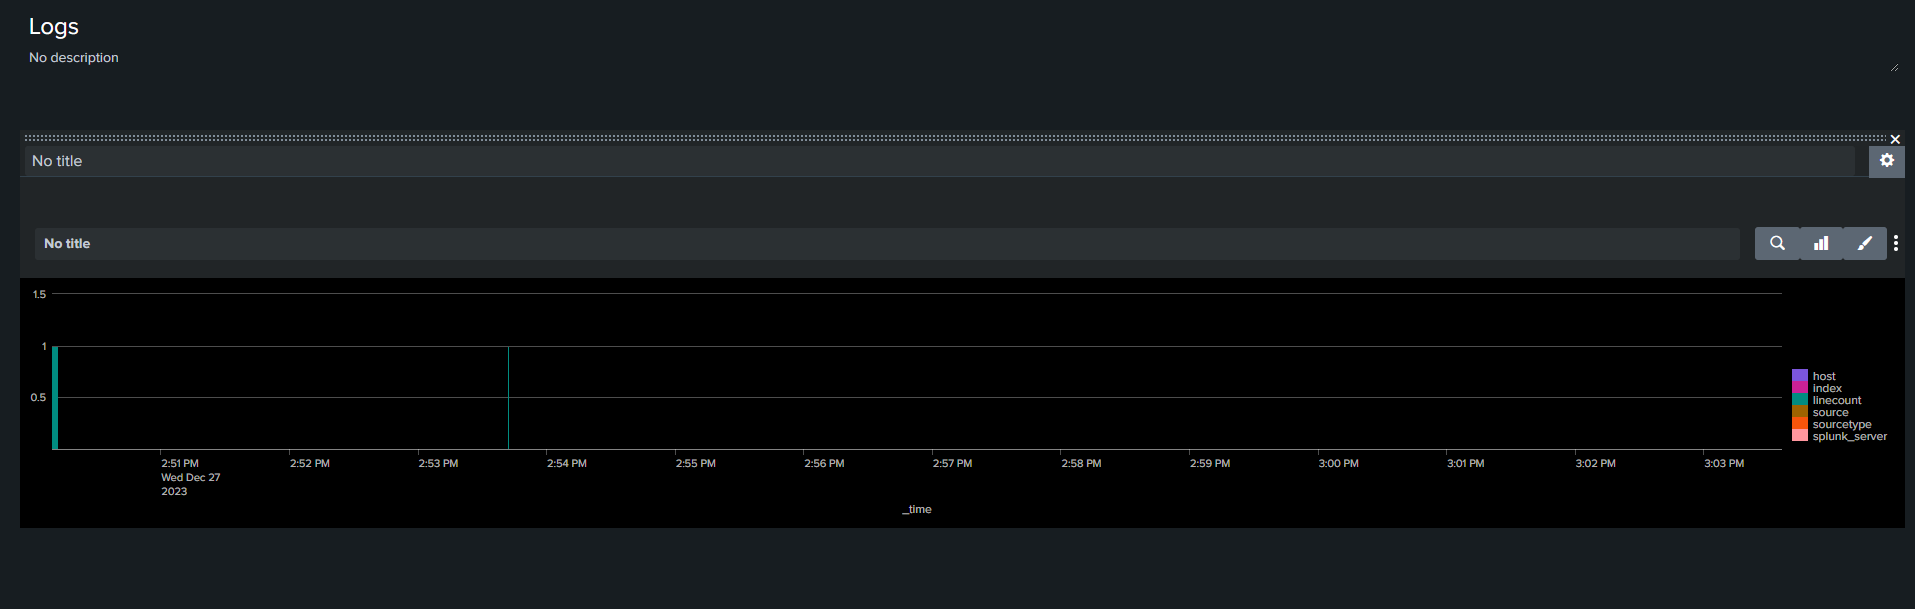 Logs
No description
No title
No title
1.5
1
0.5
host
index
linecount
source
sourcetype
splunk_server
2:51 PM 2:52 PM 2:53 PM 2:54 PM 2:55 PM 2:56 PM 2:57 PM 2:58 PM 2:59 PM 3:00 PM 3:01 PM 3:02 PM 3:03 PM
Wed Dec 27
2023
_time